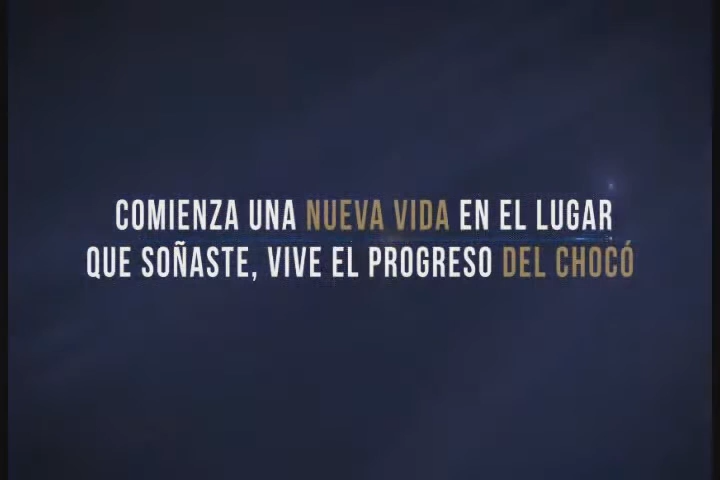 COMIENZA UNA NUEVA VIDA EN EL LUGAR
QUE SOÑASTE, VIVE EL PROGRESO DEL CHOCÓ